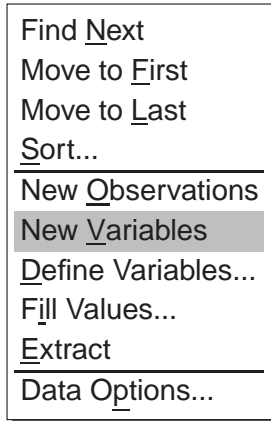 Find Next
Move to First
Move to Last
Sort...
New Observations
New Variables
Define Variables...
Fill Values...
Extract
Data Options...